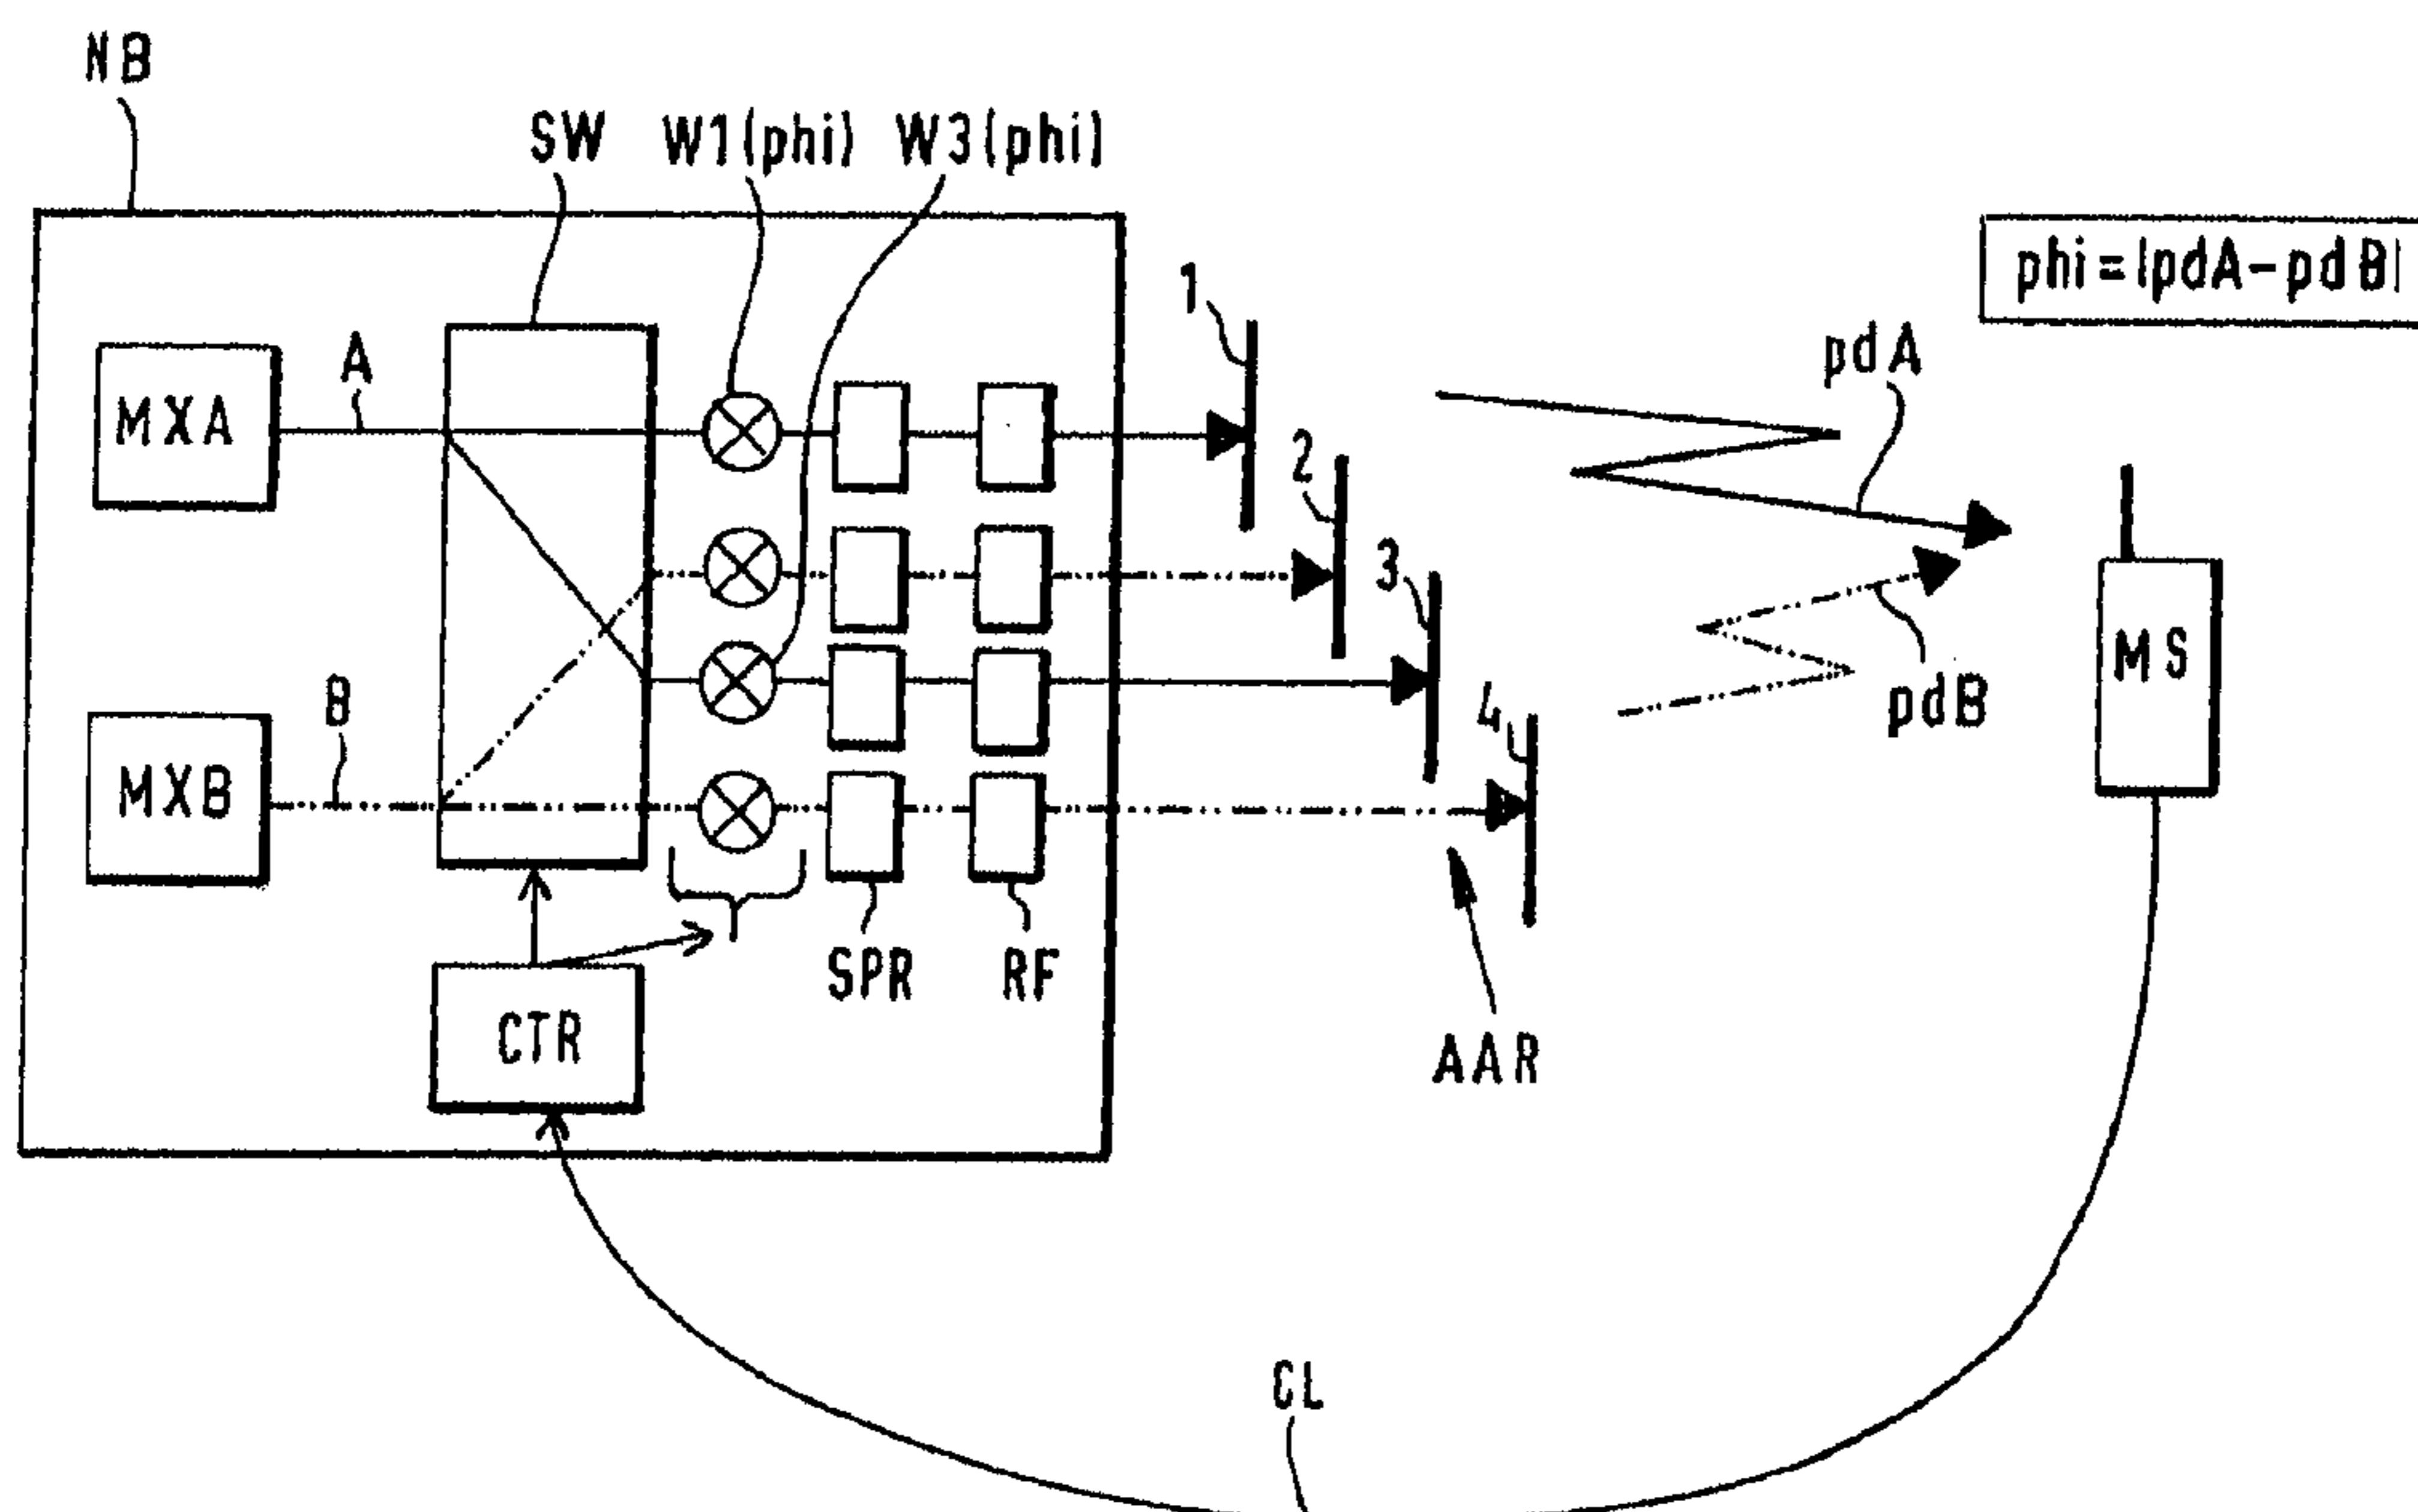 NB
SW W1(phi) W3(phi)
phi=|pdA-pdB|
1
pdA
A
MXA
2
3
MS
B
pdB
4
MXB
SPR RF
CTR
AAR
CL